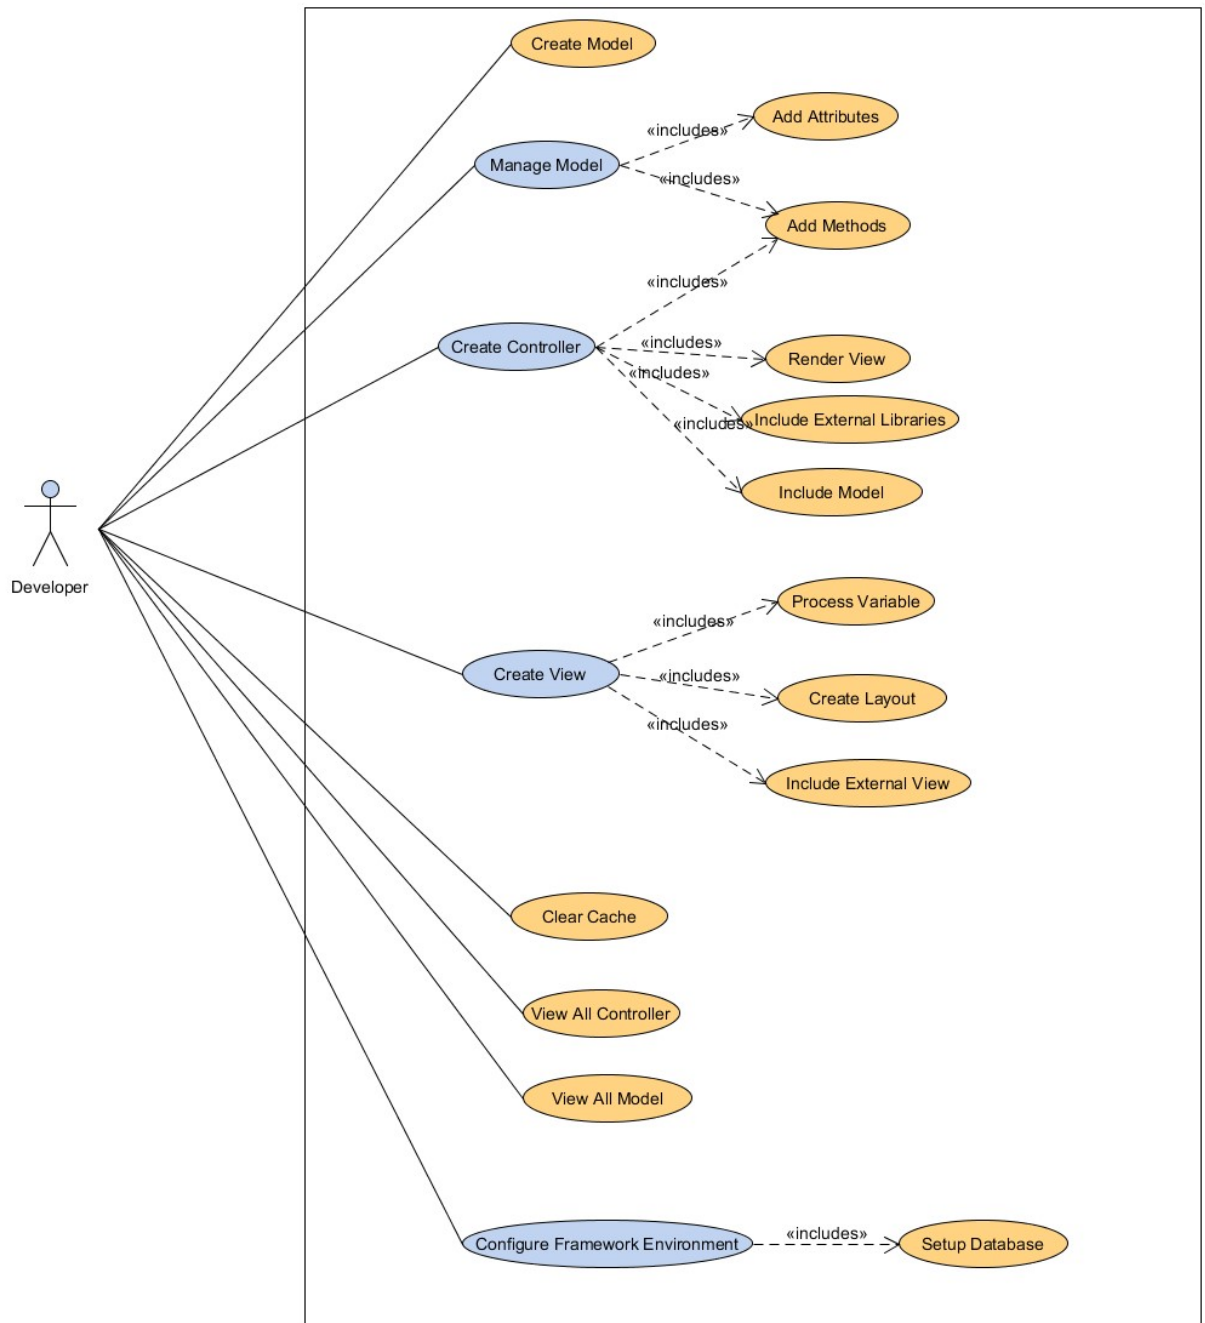 Create Model
Add Attributes
«includes»
Manage Model
«includes»
Add Methods
«includes»
Create Controller
«includes»
Render View
«includes»
Include External Libraries
«includes»
Include Model
Developer
Process Variable
«includes»
Create View
«includes»
Create Layout
«includes»
Include External View
Clear Cache
View All Controller
View All Model
Configure Framework Environment
«includes»
Setup Database